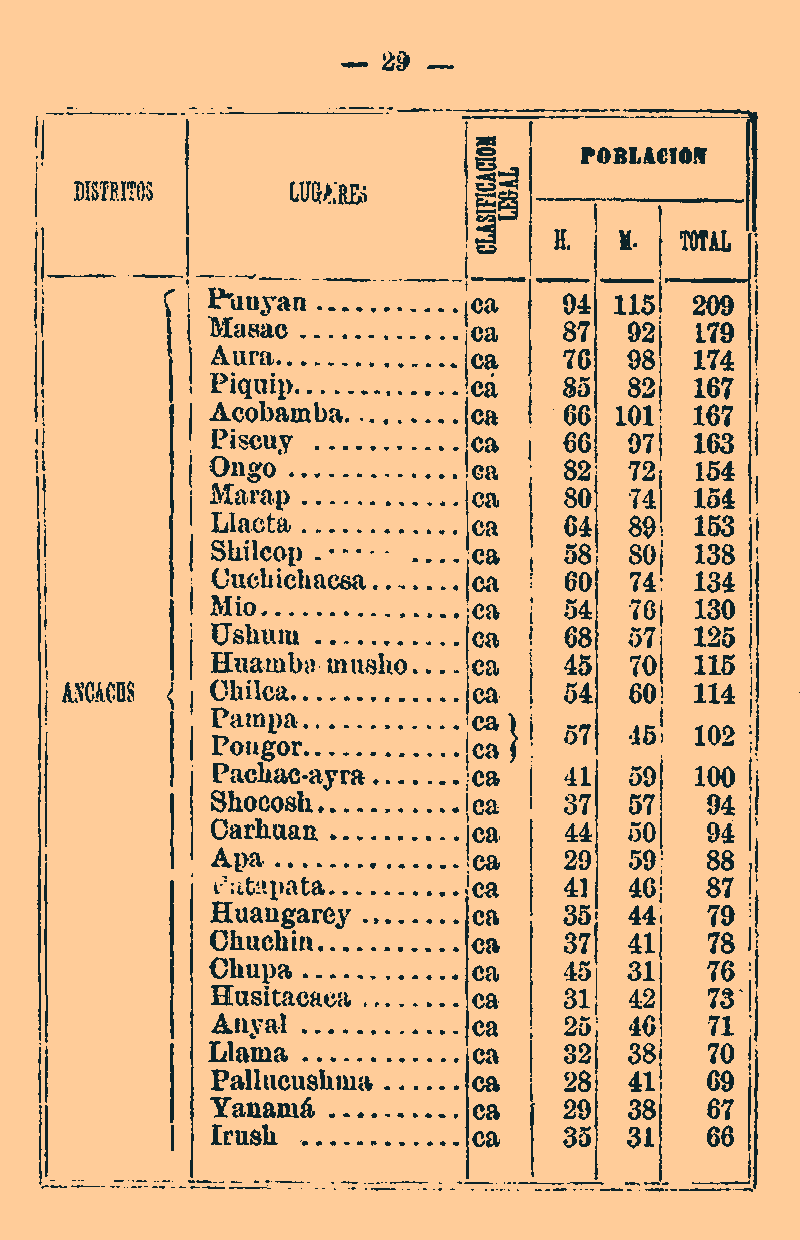 — 29 —
DISTRITOS LUGARES CLASIFICACION LEGAL POBLACION
H. M. TOTAL
Punyan ........... ca 94 115 209
Masac ............ ca 87 92 179
Aura.............. ca 76 98 174
Piquip............. ca 85 82 167
Acobamba......... ca 66 101 167
Piscuy ........... ca 66 97 163
Ongo ............. ca 82 72 154
Marap ............ ca 80 74 154
Llacta ............ ca 64 89 153
Shilcop .......... ca 58 80 138
Cuchichacsa....... ca 60 74 134
Mio............... ca 54 76 130
Ushum ........... ca 68 57 125
Huamba musho.... ca 45 70 115
ANCACUS Chilca............. ca 54 60 114
Pampa............ ca
57 45 102
Pongor............ ca
Pachac-ayra ....... ca 41 59 100
Shocosh........... ca 37 57 94
Carhuan .......... ca 44 50 94
Apa .............. ca 29 59 88
ca 41 46 87
Huangarey ........ ca 35 44 79
Chuchin........... ca 37 41 78
Chupa ............ ca 45 31 76
Husitacaca ........ ca 31 42 73
Anyal ............ ca 25 46 71
Llama ............ ca 32 38 70
Pallucushma ...... ca 28 41 69
Yanamá .......... ca 29 38 67
Irush ............ ca 35 31 66